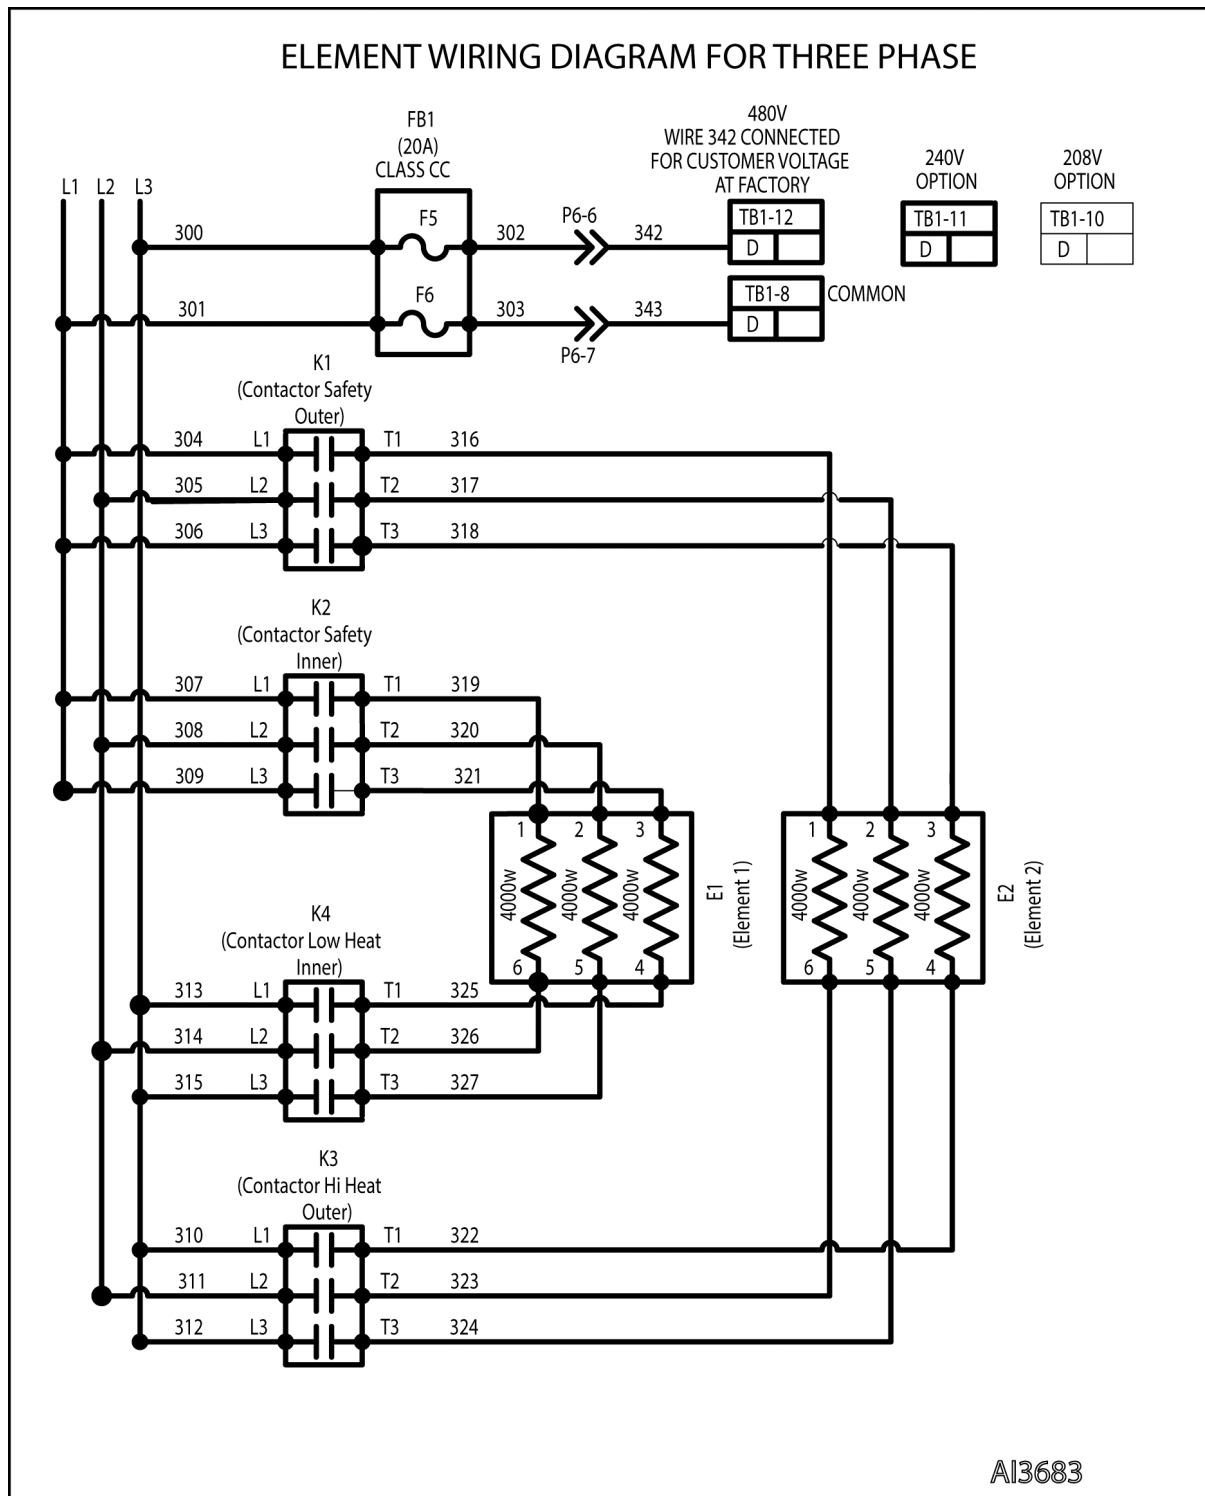 ELEMENT WIRING DIAGRAM FOR THREE PHASE
FB1
(20A)
CLASS CC
480V
WIRE 342 CONNECTED
FOR CUSTOMER VOLTAGE
AT FACTORY
240V
OPTION
208V
OPTION
L1 L2 L3
300
F5
302
P6-6
342
TB1-12
D
TB1-11
D
TB1-10
D
301
F6
303
P6-7
343
TB1-8
D
COMMON
K1
(Contactor Safety
Outer)
304 L1 T1 316
305 L2 T2 317
306 L3 T3 318
K2
(Contactor Safety
Inner)
307 L1 T1 319
308 L2 T2 320
309 L3 T3 321
1 2 3
4000w 4000w 4000w
6 5 4
E1
(Element 1)
1 2 3
4000w 4000w 4000w
6 5 4
E2
(Element 2)
K4
(Contactor Low Heat
Inner)
313 L1 T1 325
314 L2 T2 326
315 L3 T3 327
K3
(Contactor Hi Heat
Outer)
310 L1 T1 322
311 L2 T2 323
312 L3 T3 324
AI3683